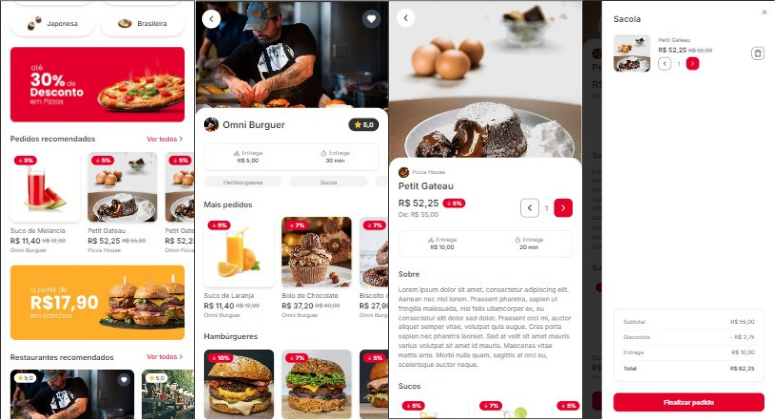 Japonesa
Brasileira
até
30% de
Desconto
em Pizzas
Pedidos recomendados
Ver todos >
↓ 5%
↓ 5%
↓ 5%
Suco de Melancia
Petit Gateau
Petit Gate
R$ 11,40 R$ 12,00
R$ 52,25 R$ 55,00
R$ 52,2
Omni Burguer
Pizza House
Omni Pizza
a partir de
R$17,90
em Lanches
Restaurantes recomendados
Ver todos >
5,0
5,0
Omni Burguer
5,0
Entrega
R$ 5,00
Entrega
30 min
Hambúrgueres
Sucos
Mais pedidos
↓ 5%
↓ 7%
↓ 7%
Suco de Laranja
Bolo de Chocolate
Biscoito d
R$ 11,40 R$ 12,00
R$ 37,20 R$ 40,00
R$ 27,90
Omni Burguer
Omni Burguer
Omni Bur
Hambúrgueres
↓ 10%
↓ 7%
↓ 5%
Pizza House
Petit Gateau
R$ 52,25 ↓ 5%
De: R$ 55,00
1
Entrega
R$ 10,00
Entrega
20 min
Sobre
Lorem ipsum dolor sit amet, consectetur adipiscing elit.
Aenean nec nisl lorem. Praesent pharetra, sapien ut
fringilla malesuada, nisi felis ullamcorper ex, eu
consectetur elit dolor sed dolor. Praesent orci mi, auctor
aliquet semper vitae, volutpat quis augue. Cras porta
sapien nec pharetra laoreet. Sed at velit sit amet mauris
varius volutpat sit amet id mauris. Maecenas vitae
mattis ante. Morbi nulla quam, sagittis at orci eu,
scelerisque auctor neque.
Sucos
↓ 5%
↓ 7%
↓ 5%
Sacola
×
Petit Gateau
R$ 52,25 R$ 55,00
1
Subtotal
R$ 55,00
Descontos
- R$ 2,75
Entrega
R$ 10,00
Total
R$ 62,25
Finalizar pedido